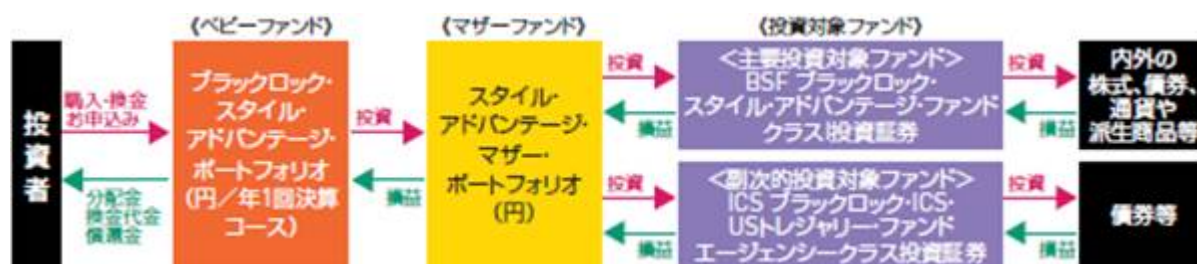 《ベビーファンド》
《マザーファンド》
《投資対象ファンド》
投資者
購入・換金
お申込み
分配金
換金代金
償還金
ブラックロック・
スタイル・
アドバンテージ・
ポートフォリオ
(円/年1回決算
コース)
投資
損益
スタイル・
アドバンテージ・
マザー・
ポートフォリオ
(円)
投資
損益
<主要投資対象ファンド>
BSF ブラックロック・
スタイル・アドバンテージ・ファンド
クラスI投資証券
投資
損益
内外の
株式、債券、
通貨や
派生商品等
投資
損益
<副次的投資対象ファンド>
ICS ブラックロック・ICS・
USトレジャリー・ファンド
エージェンシークラス投資証券
投資
損益
債券等